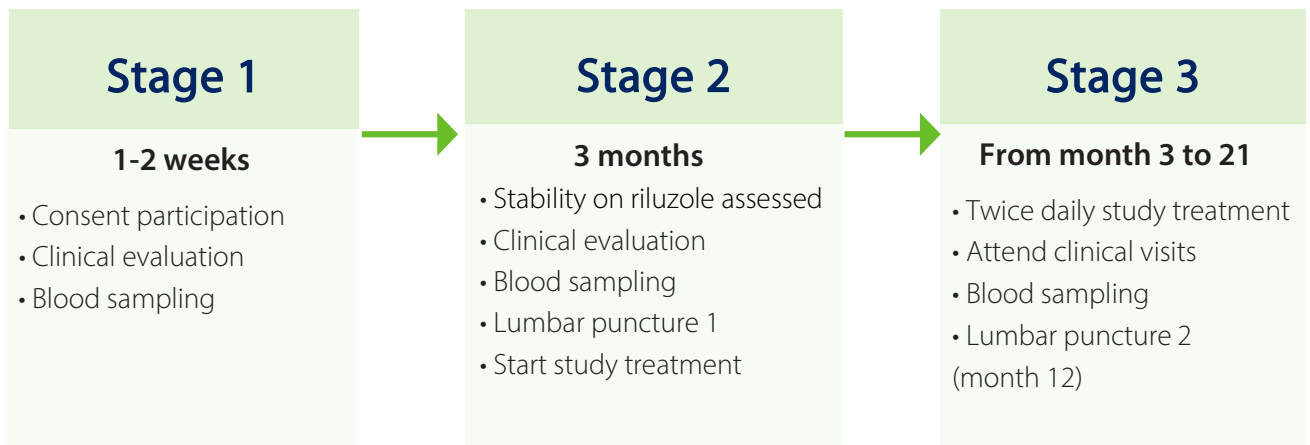 Stage 1
1-2 weeks
• Consent participation
• Clinical evaluation
• Blood sampling
Stage 2
3 months
• Stability on riluzole assessed
• Clinical evaluation
• Blood sampling
• Lumbar puncture 1
• Start study treatment
Stage 3
From month 3 to 21
• Twice daily study treatment
• Attend clinical visits
• Blood sampling
• Lumbar puncture 2
(month 12)